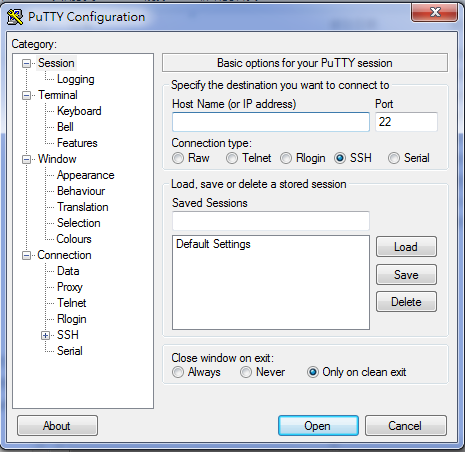 PuTTY Configuration
Category:
Session
Logging
Terminal
Keyboard
Bell
Features
Window
Appearance
Behaviour
Translation
Selection
Colours
Connection
Data
Proxy
Telnet
Rlogin
SSH
Serial
Basic options for your PuTTY session
Specify the destination you want to connect to
Host Name (or IP address) Port
22
Connection type:
Raw Telnet Rlogin SSH Serial
Load, save or delete a stored session
Saved Sessions
Default Settings
Load
Save
Delete
Close window on exit:
Always Never Only on clean exit
About Open Cancel